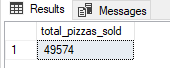 Results Messages
total_pizzas_sold
1 49574